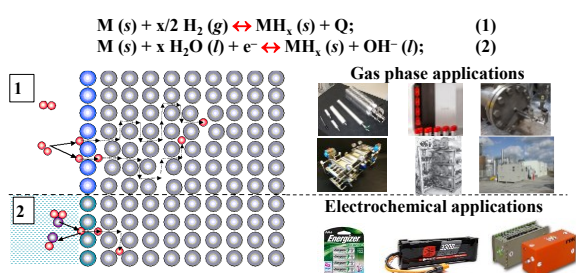 M (s) + x/2 H₂ (g) ↔ MHₓ (s) + Q; (1)
M (s) + x H₂O (l) + e⁻ ↔ MHₓ (s) + OH⁻ (l); (2)
Gas phase applications
1
2
Electrochemical applications
Energizer